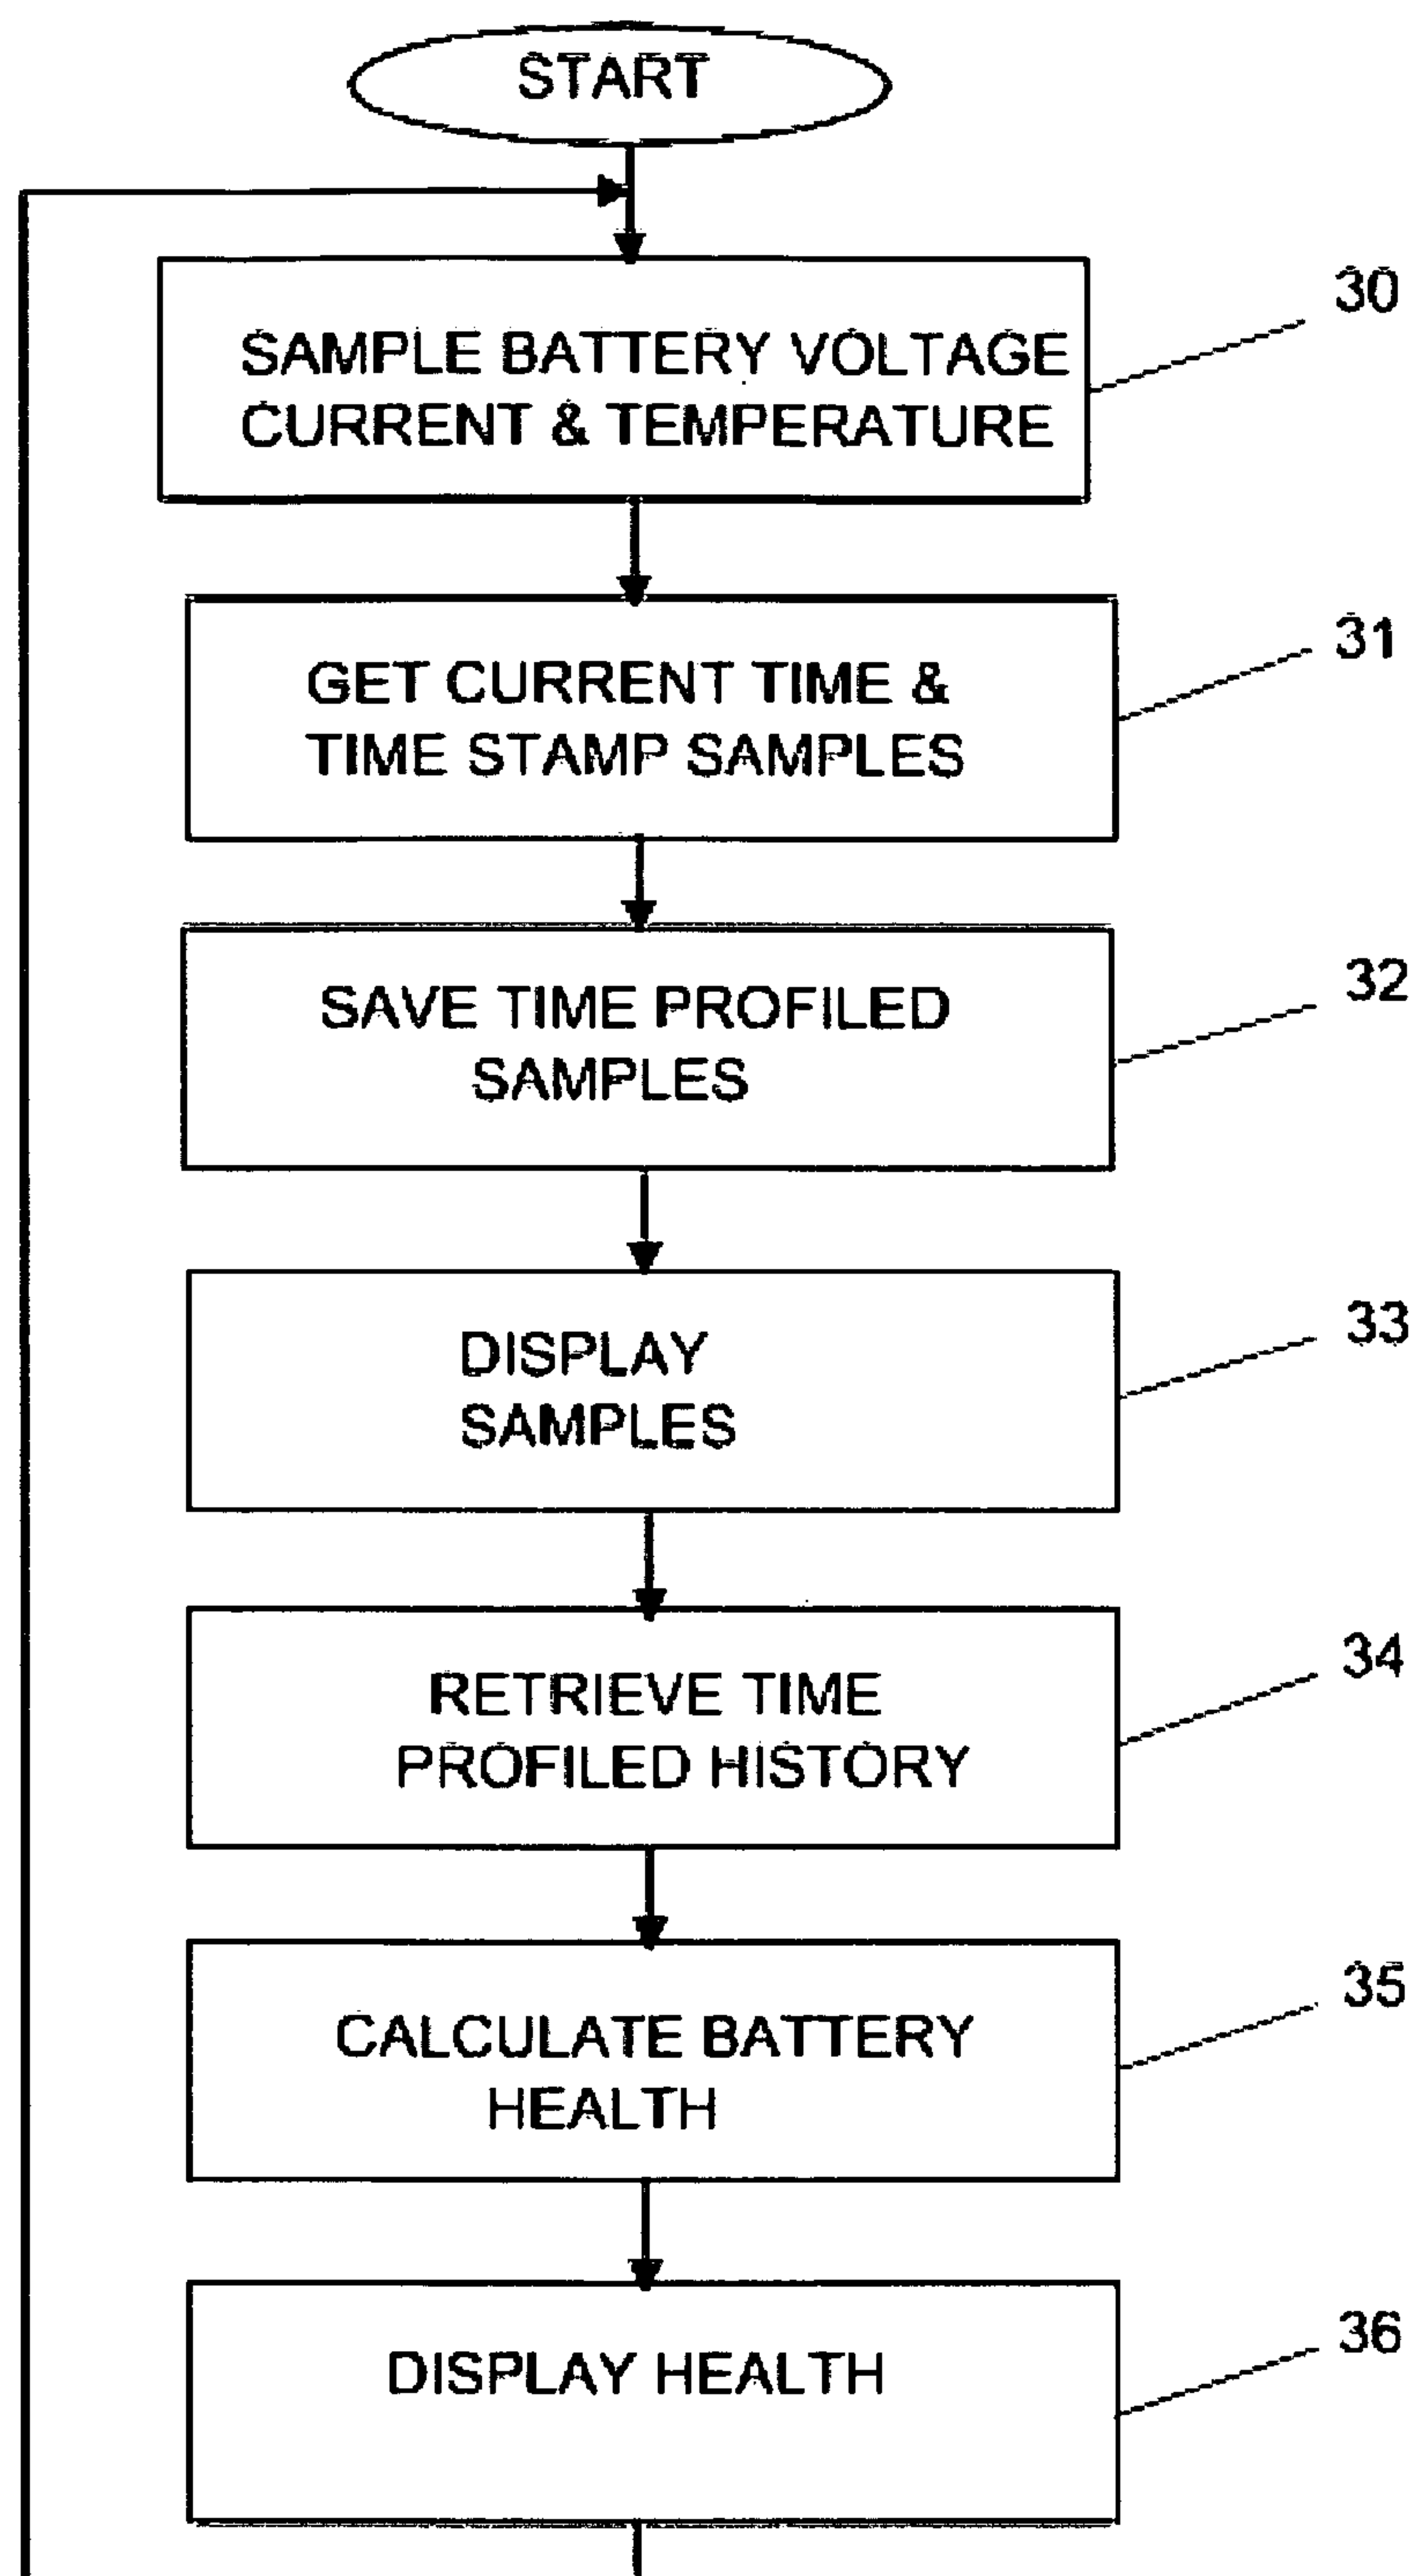 START
SAMPLE BATTERY VOLTAGE
CURRENT & TEMPERATURE
30
GET CURRENT TIME &
TIME STAMP SAMPLES
31
SAVE TIME PROFILED
SAMPLES
32
DISPLAY
SAMPLES
33
RETRIEVE TIME
PROFILED HISTORY
34
CALCULATE BATTERY
HEALTH
35
DISPLAY HEALTH
36